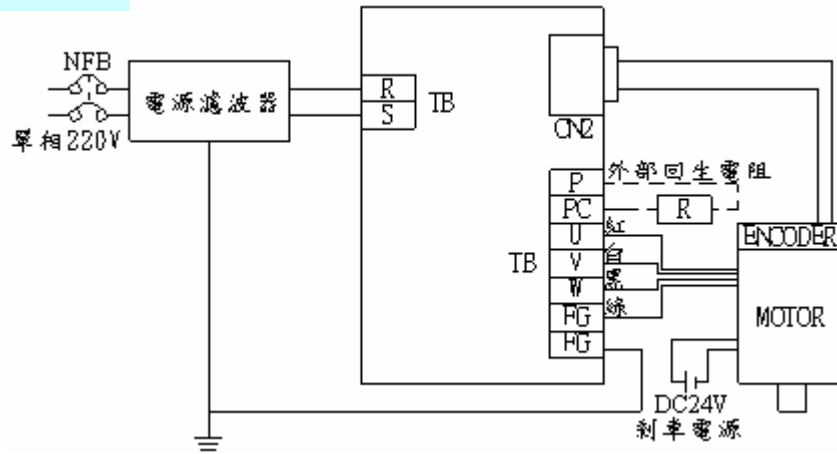 NFB
電源濾波器
單相220V
R
S
TB
CN2
P
PC
U
V
W
FG
FG
TB
外部回生電阻
R
紅
白
黑
綠
ENCODER
MOTOR
DC24V
剎車電源